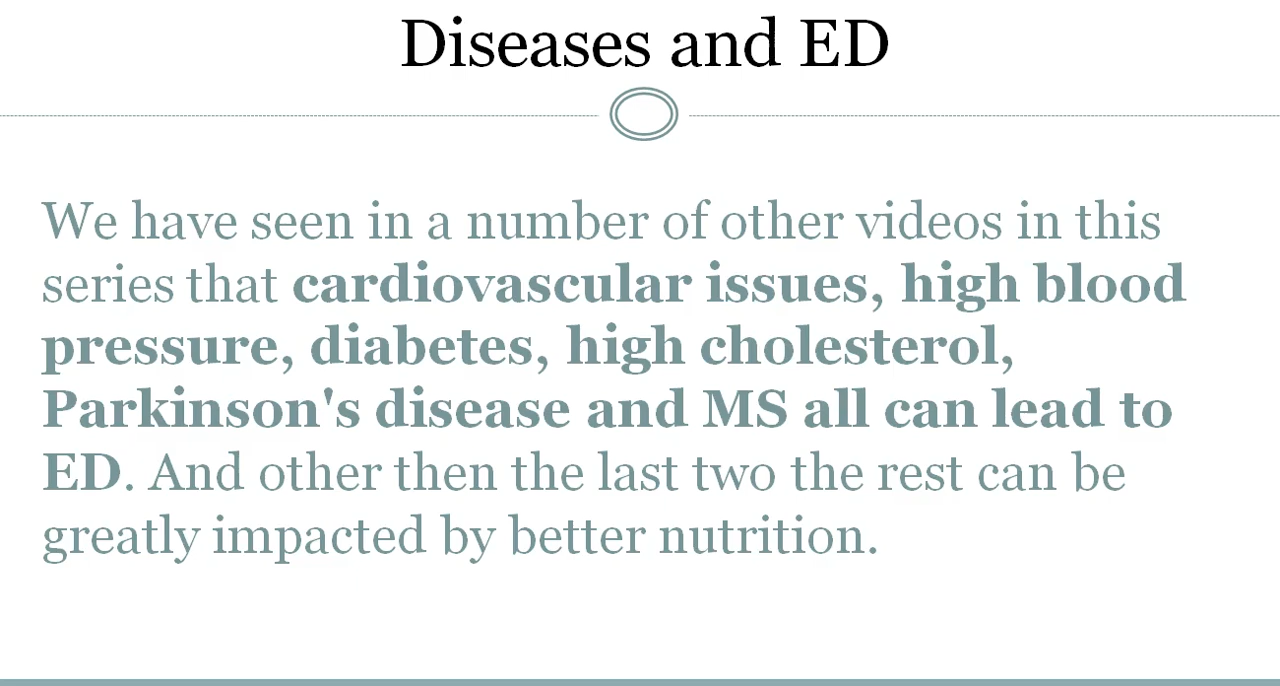 Diseases and ED
We have seen in a number of other videos in this
series that cardiovascular issues, high blood
pressure, diabetes, high cholesterol,
Parkinson's disease and MS all can lead to
ED. And other then the last two the rest can be
greatly impacted by better nutrition.